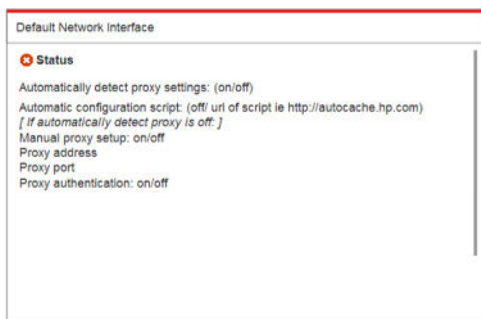 Default Network Interface
Status
Automatically detect proxy settings: (on/off)
Automatic configuration script: (off/ url of script ie http://autocache.hp.com)
[ If automatically detect proxy is off: ]
Manual proxy setup: on/off
Proxy address
Proxy port
Proxy authentication: on/off